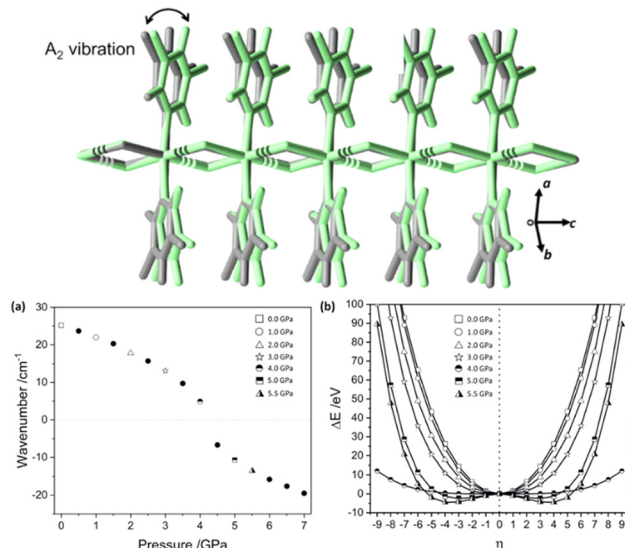 A2 vibration
a
c
b
(a)
30
20
10
0
-10
-20
0 1 2 3 4 5 6 7
Wavenumber /cm-1
Pressure /GPa
0.0 GPa
1.0 GPa
2.0 GPa
3.0 GPa
4.0 GPa
5.0 GPa
5.5 GPa
(b)
100
90
80
70
60
50
40
30
20
10
0
-9 -8 -7 -6 -5 -4 -3 -2 -1 0 1 2 3 4 5 6 7 8 9
ΔE /eV
η
0.0 GPa
1.0 GPa
2.0 GPa
3.0 GPa
4.0 GPa
5.0 GPa
5.5 GPa